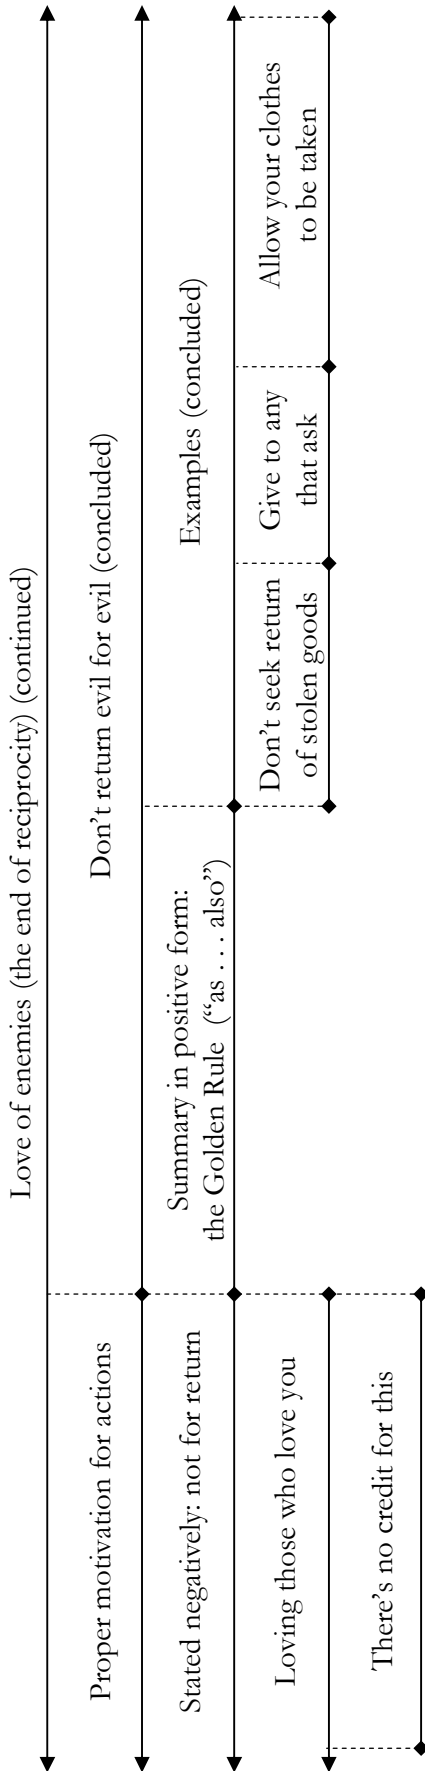 Love of enemies (the end of reciprocity) (continued)
Proper motivation for actions
Don't return evil for evil (concluded)
Stated negatively: not for return
Summary in positive form:
the Golden Rule (“as . . . . also”)
Examples (concluded)
Loving those who love you
Don't seek return
of stolen goods
Give to any
that ask
Allow your clothes
to be taken
There's no credit for this